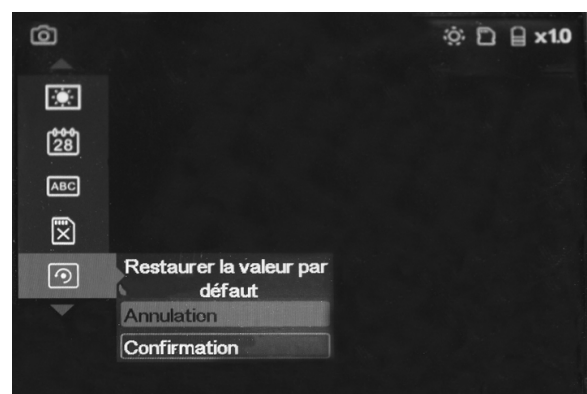 x1.0
28
ABC
Restaurer la valeur par
défaut
Annulation
Confirmation